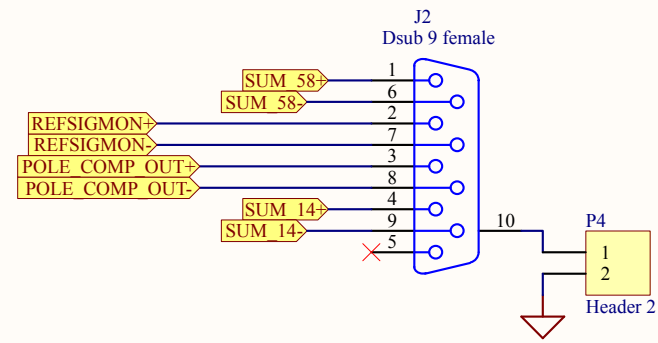 J2
Dsub 9 female
SUM_58+ 1
SUM_58- 6
REFSIGMON+ 2
REFSIGMON- 7
POLE_COMP_OUT+ 3
POLE_COMP_OUT- 8
SUM_14+ 4
SUM_14- 9
5
10
P4
1
2
Header 2